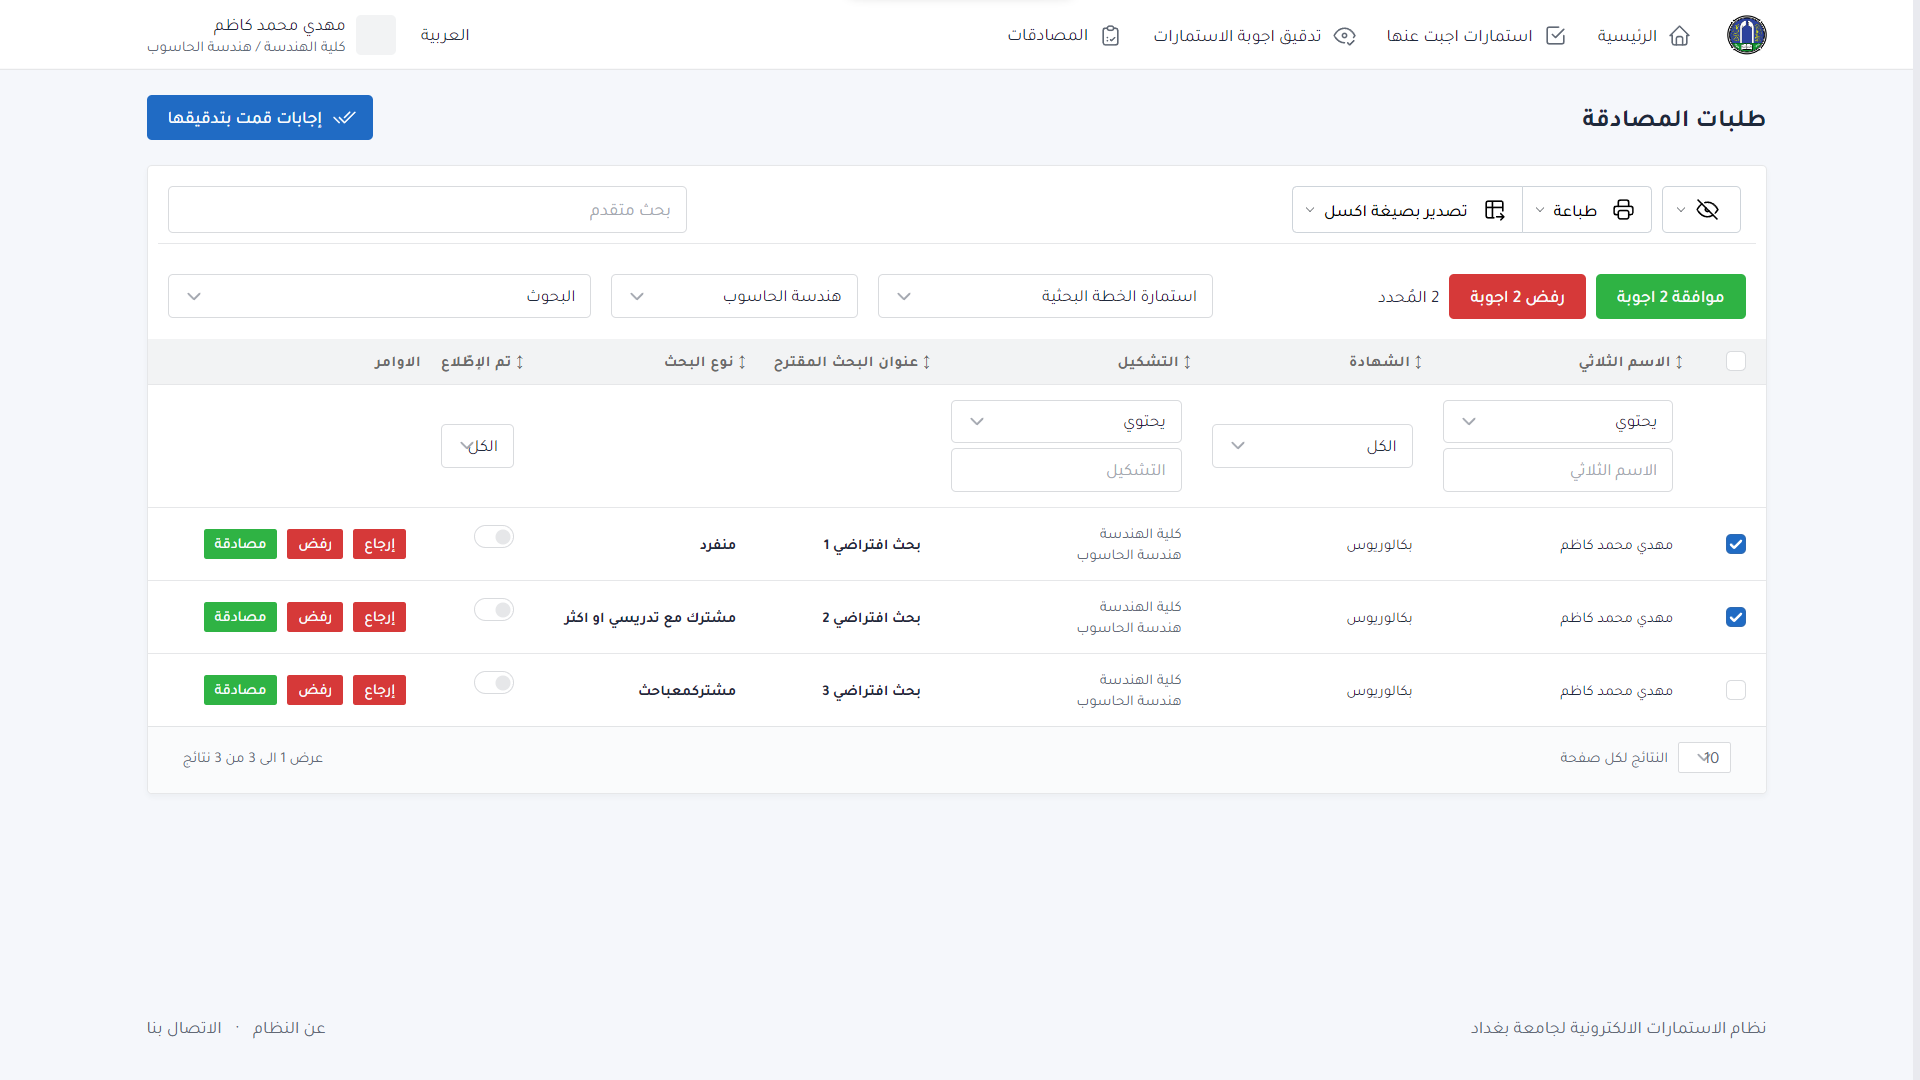 الرئيسية
استمارات اجبت عنها
تدقيق اجوبة الاستمارات
المصادقات
العربية
مهدي محمد كاظم
كلية الهندسة / هندسة الحاسوب
طلبات المصادقة
إجابات قمت بتدقيقها
طباعة
تصدير بصيغة اكسل
بحث متقدم
موافقة 2 اجوبة
رفض 2 اجوبة
2 المُحدد
استمارة الخطة البحثية
هندسة الحاسوب
البحوث
الاسم الثلاثي
الشهادة
التشكيل
عنوان البحث المقترح
نوع البحث
تم الإطّلاع
الاوامر
يحتوي
الاسم الثلاثي
الكل
يحتوي
التشكيل
الكل
مهدي محمد كاظم
بكالوريوس
كلية الهندسة
هندسة الحاسوب
بحث افتراضي 1
منفرد
إرجاع
رفض
مصادقة
مهدي محمد كاظم
بكالوريوس
كلية الهندسة
هندسة الحاسوب
بحث افتراضي 2
مشترك مع تدريسي او اكثر
إرجاع
رفض
مصادقة
مهدي محمد كاظم
بكالوريوس
كلية الهندسة
هندسة الحاسوب
بحث افتراضي 3
مشتركمعباحث
إرجاع
رفض
مصادقة
10
النتائج لكل صفحة
عرض 1 الى 3 من 3 نتائج
نظام الاستمارات الالكترونية لجامعة بغداد
عن النظام · الاتصال بنا